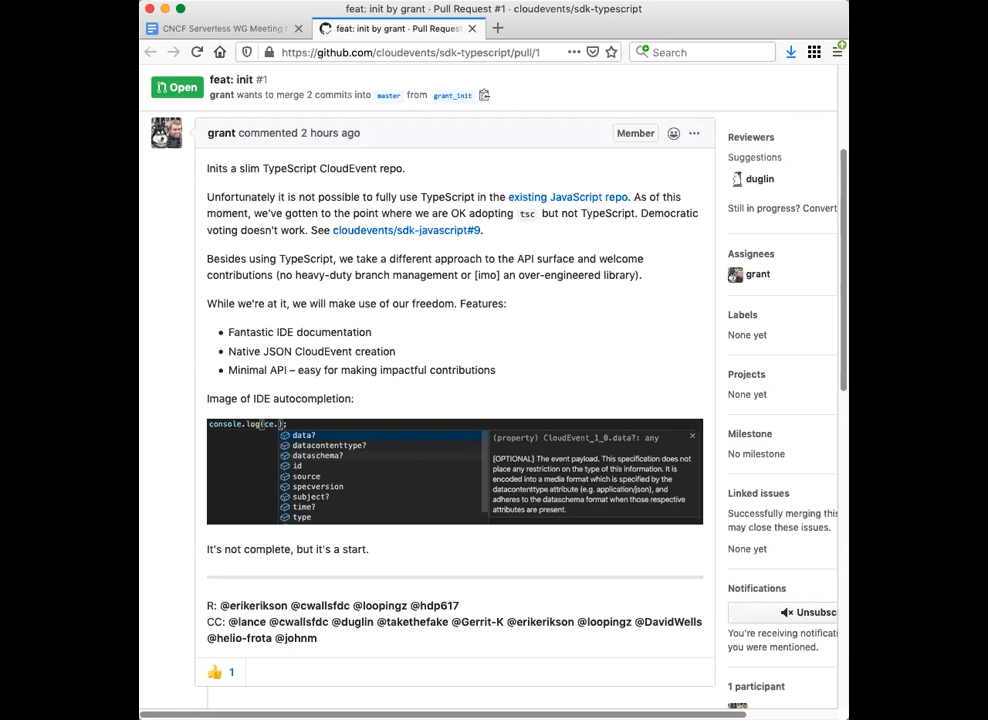 feat: init by grant · Pull Request #1 · cloudevents/sdk-typescript
CNCF Serverless WG Meeting
feat: init by grant · Pull Reques
https://github.com/cloudevents/sdk-typescript/pull/1
Search
Open
feat: init #1
grant wants to merge 2 commits into master from grant_init
grant commented 2 hours ago
Member
Inits a slim TypeScript CloudEvent repo.
Unfortunately it is not possible to fully use TypeScript in the existing JavaScript repo. As of this
moment, we've gotten to the point where we are OK adopting tsc but not TypeScript. Democratic
voting doesn't work. See cloudevents/sdk-javascript#9.
Besides using TypeScript, we take a different approach to the API surface and welcome
contributions (no heavy-duty branch management or [imo] an over-engineered library).
While we're at it, we will make use of our freedom. Features:
• Fantastic IDE documentation
• Native JSON CloudEvent creation
• Minimal API – easy for making impactful contributions
Image of IDE autocompletion:
console.log(ce.);
data?
datacontenttype?
dataschema?
id
source
specversion
subject?
time?
type
(property) CloudEvent_1_0.data?: any
[OPTIONAL] The event payload. This specification does not
place any restriction on the type of this information. It is
encoded into a media format which is specified by the
datacontenttype attribute (e.g. application/json), and
adheres to the dataschema format when those respective
attributes are present.
It's not complete, but it's a start.
R: @erikerikson @cwallsfdc @loopingz @hdp617
CC: @lance @cwallsfdc @duglin @takethefake @Gerrit-K @erikerikson @loopingz @DavidWells
@helio-frota @johnm
👍 1
Reviewers
Suggestions
duglin
Still in progress? Convert
Assignees
grant
Labels
None yet
Projects
None yet
Milestone
No milestone
Linked issues
Successfully merging this
may close these issues.
None yet
Notifications
Unsubsc
You're receiving notificati
you were mentioned.
1 participant